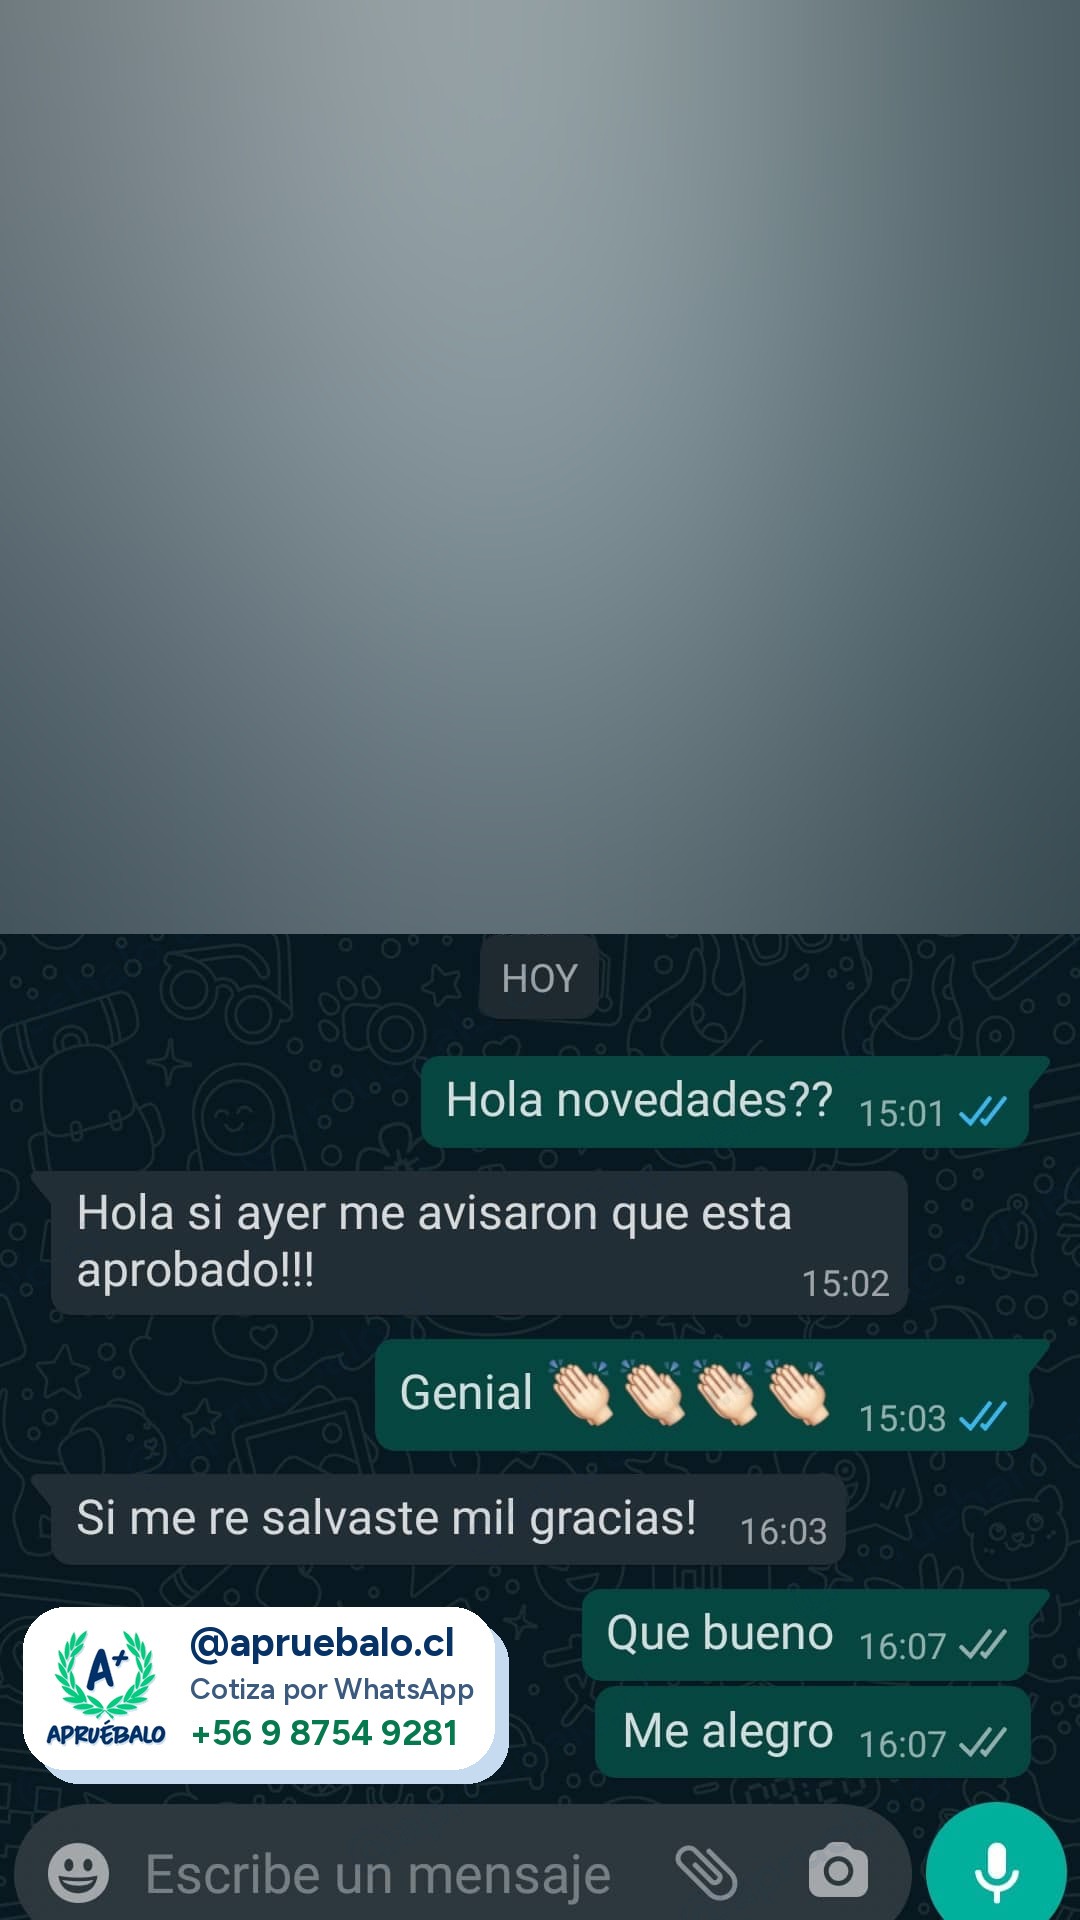 HOY
Hola novedades?? 15:01
Hola si ayer me avisaron que esta
aprobado!!! 15:02
Genial 👏🏻👏🏻👏🏻👏🏻 15:03
Si me re salvaste mil gracias! 16:03
Que bueno 16:07
Me alegro 16:07
A+
APRUÉBALO
@apruebalo.cl
Cotiza por WhatsApp
+56 9 8754 9281
Escribe un mensaje